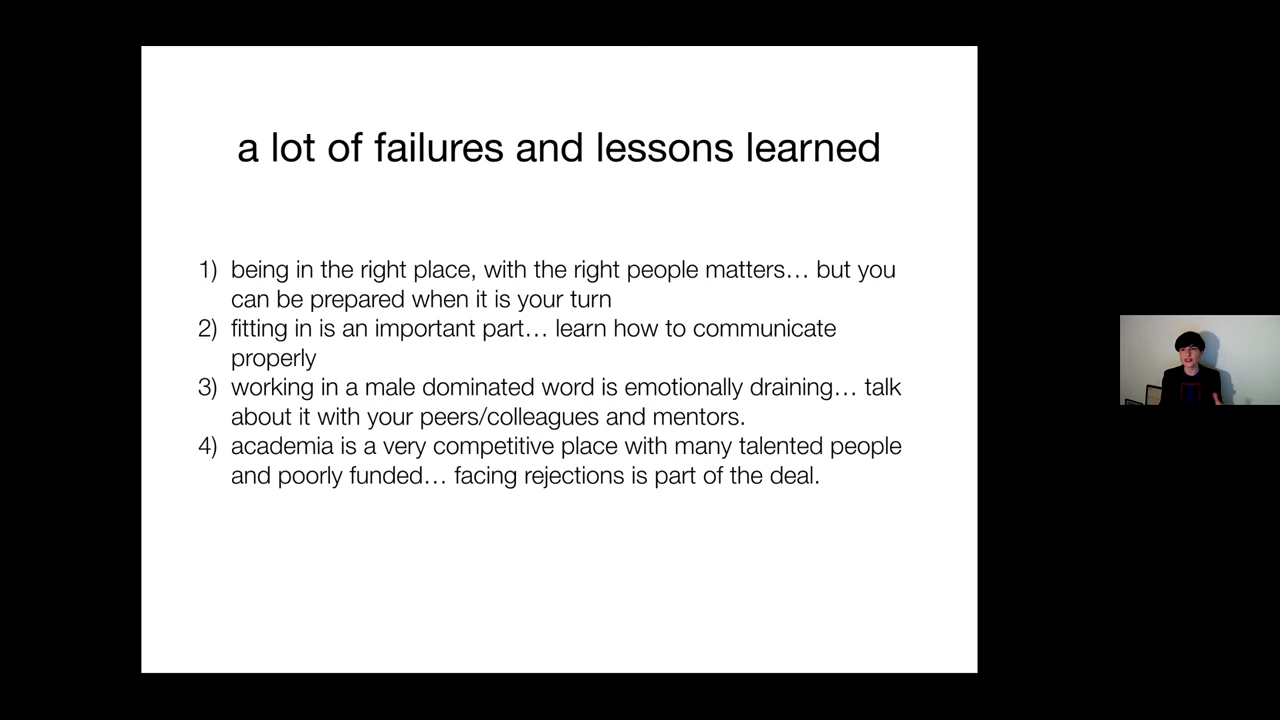 a lot of failures and lessons learned
1) being in the right place, with the right people matters… but you
can be prepared when it is your turn
2) fitting in is an important part… learn how to communicate
properly
3) working in a male dominated word is emotionally draining… talk
about it with your peers/colleagues and mentors.
4) academia is a very competitive place with many talented people
and poorly funded… facing rejections is part of the deal.